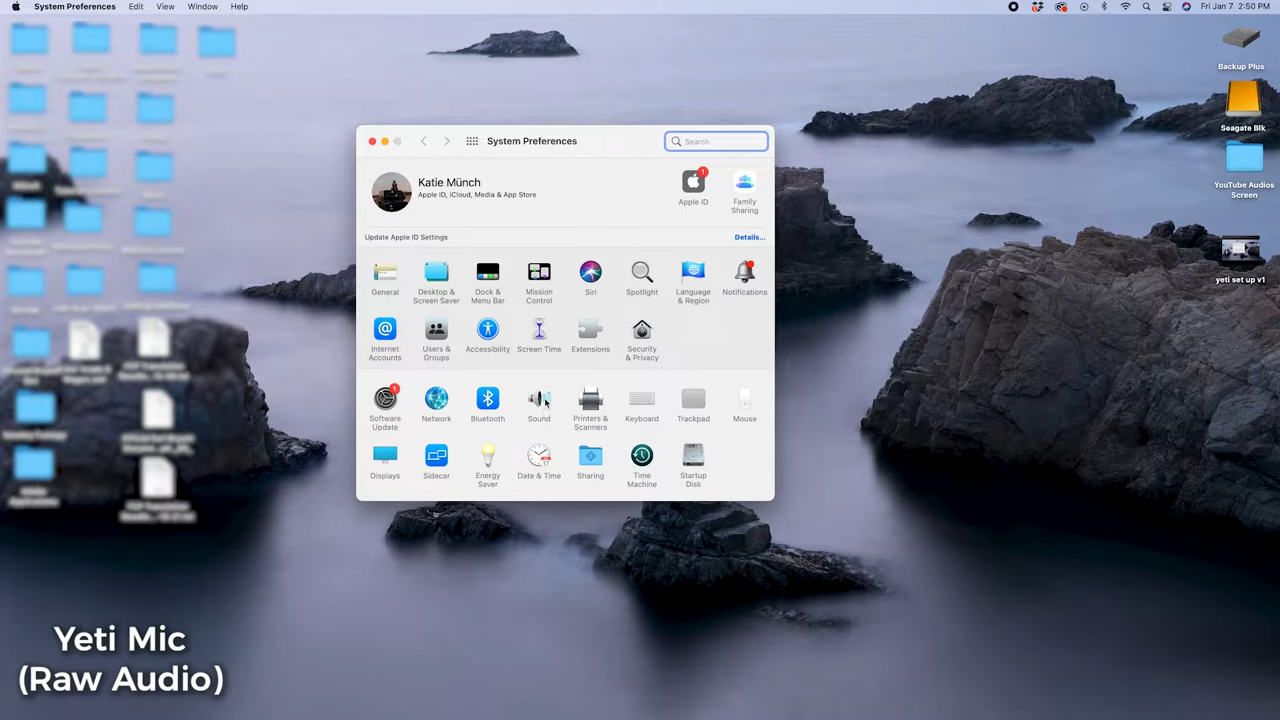 System Preferences Edit View Window Help
Fri Jan 7 2:50 PM
Backup Plus
Seagate Blk
YouTube Audios
Screen
yeti set up v1
System Preferences
Search
Katie Münch
Apple ID, iCloud, Media & App Store
1
Apple ID
Family
Sharing
Update Apple ID Settings
Details...
General
Desktop &
Screen Saver
Dock &
Menu Bar
Mission
Control
Siri
Spotlight
Language
& Region
Notifications
Internet
Accounts
Users &
Groups
Accessibility
Screen Time
Extensions
Security
& Privacy
1
Software
Update
Network
Bluetooth
Sound
Printers &
Scanners
Keyboard
Trackpad
Mouse
Displays
Sidecar
Energy
Saver
17
Date & Time
Sharing
Time
Machine
Startup
Disk
Yeti Mic
(Raw Audio)